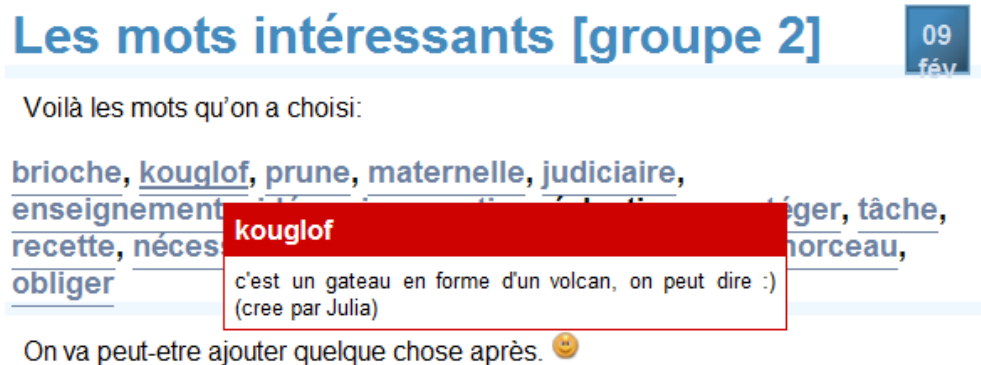 Les mots intéressants [groupe 2]
09
fév
Voilà les mots qu'on a choisi:
brioche, kouglof, prune, maternelle, judiciaire,
enseignement téger, tâche,
recette, morceau,
obliger
kouglof
c'est un gateau en forme d'un volcan, on peut dire :)
(cree par Julia)
On va peut-etre ajouter quelque chose après.